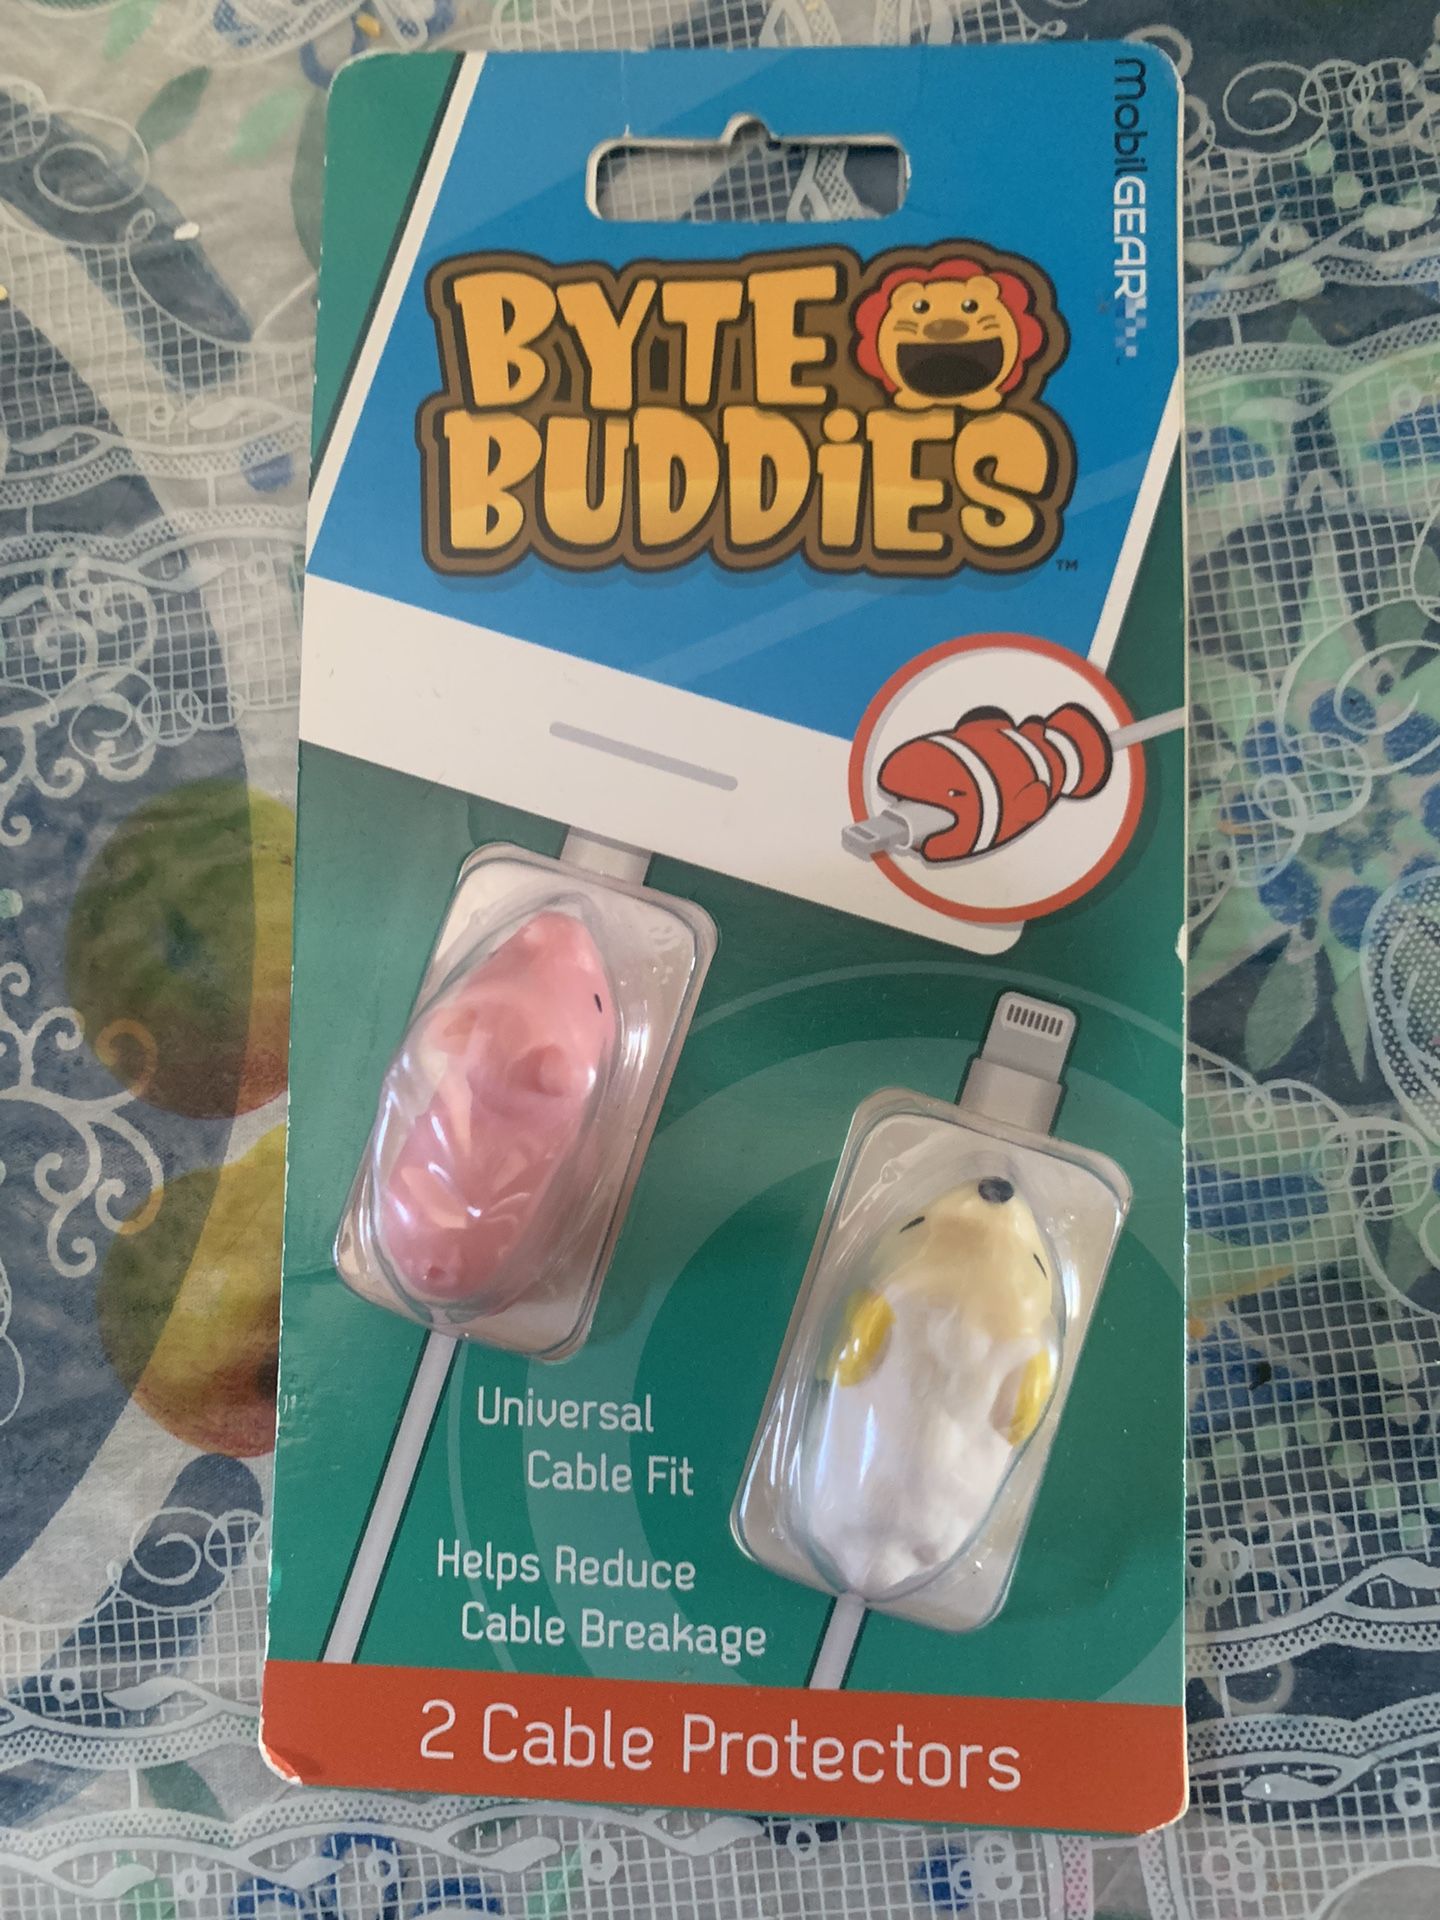 mobilGEAR
BYTE
BUDDiES
TM
Universal
Cable Fit
Helps Reduce
Cable Breakage
2 Cable Protectors